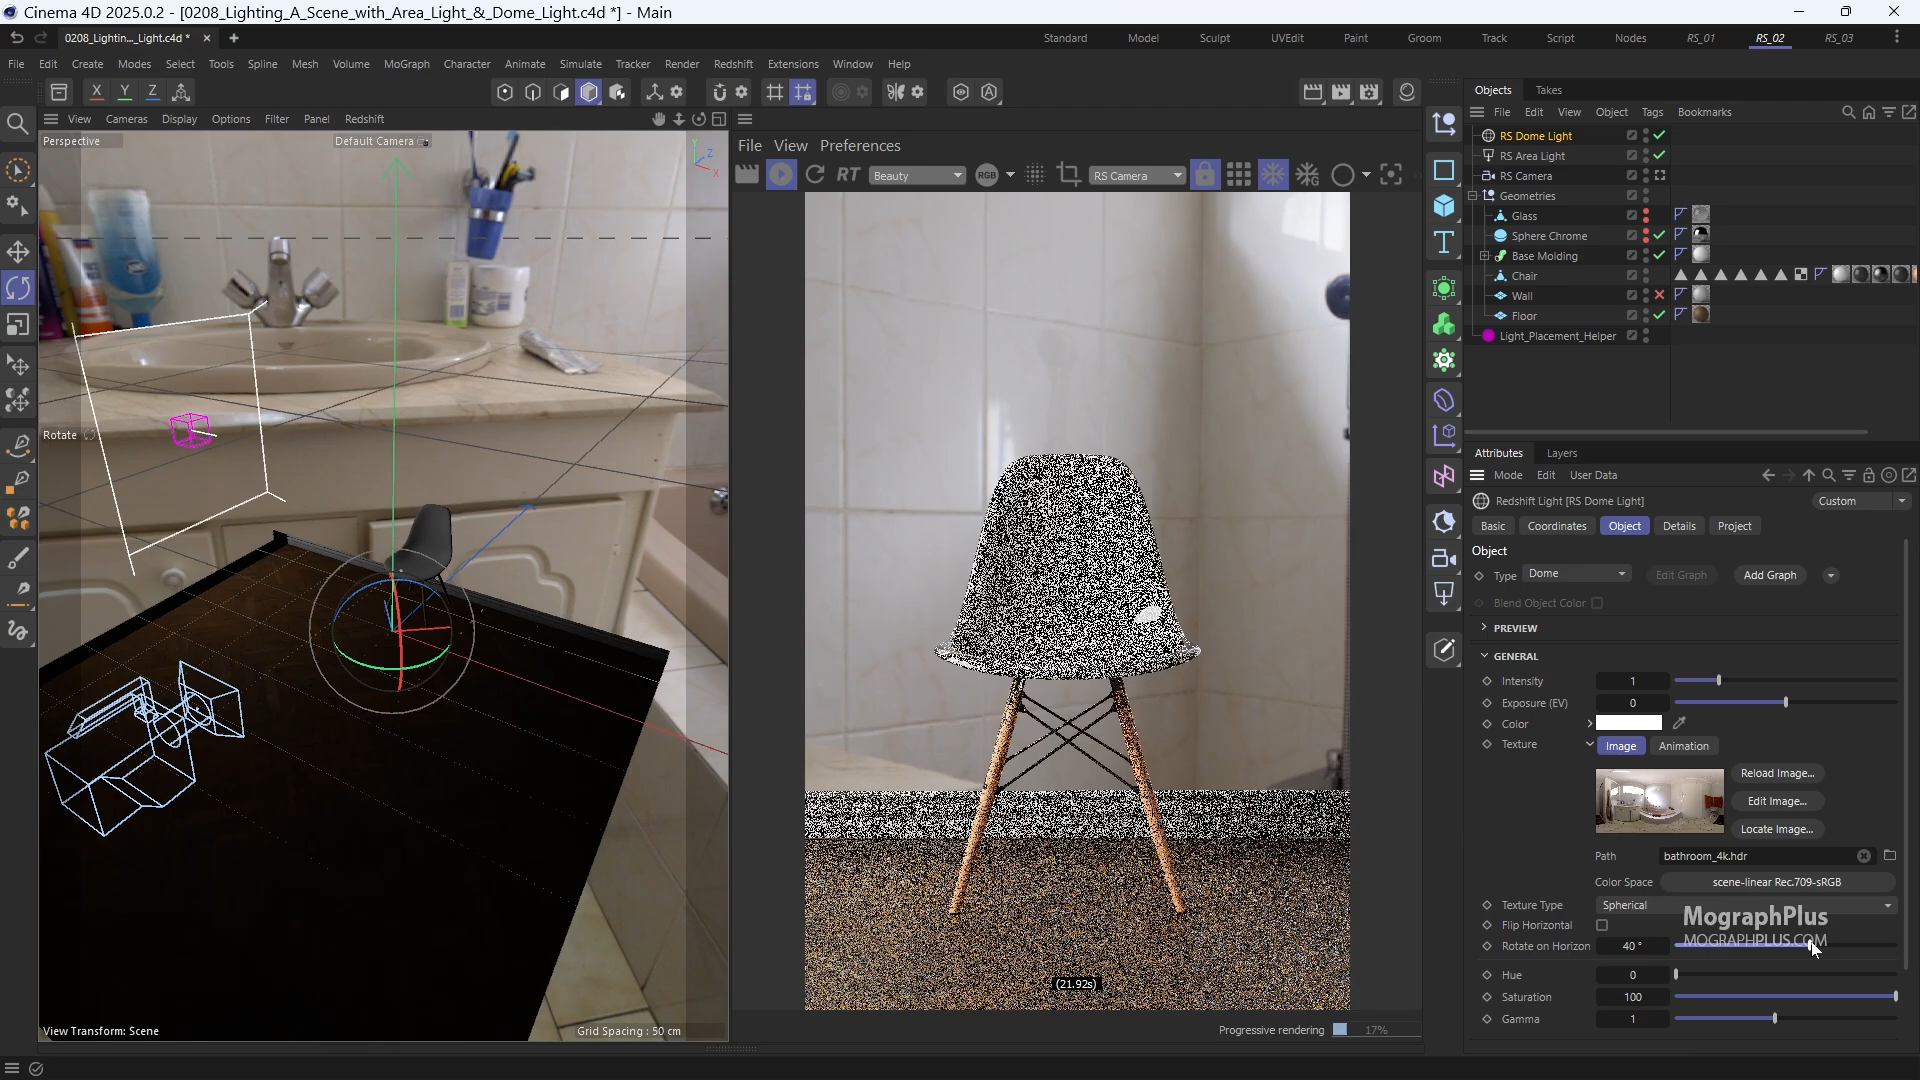 Cinema 4D 2025.0.2 - [0208_Lighting_A_Scene_with_Area_Light_&_Dome_Light.c4d *] - Main
0208_Lightin..._Light.c4d *
Standard Model Sculpt UVEdit Paint Groom Track Script Nodes RS_01 RS_02 RS_03
File Edit Create Modes Select Tools Spline Mesh Volume MoGraph Character Animate Simulate Tracker Render Redshift Extensions Window Help
X Y Z
View Cameras Display Options Filter Panel Redshift
Perspective
Default Camera
Y Z X
Rotate
View Transform: Scene
Grid Spacing : 50 cm
File View Preferences
RT Beauty RGB RS Camera
(21.92s)
Progressive rendering 17%
Objects Takes
File Edit View Object Tags Bookmarks
RS Dome Light
RS Area Light
RS Camera
Geometries
Glass
Sphere Chrome
Base Molding
Chair
Wall
Floor
Light_Placement_Helper
Attributes Layers
Mode Edit User Data
Redshift Light [RS Dome Light]
Custom
Basic Coordinates Object Details Project
Object
Type Dome Edit Graph Add Graph
Blend Object Color
PREVIEW
GENERAL
Intensity 1
Exposure (EV) 0
Color
Texture Image Animation
Reload Image...
Edit Image...
Locate Image...
Path bathroom_4k.hdr
Color Space scene-linear Rec.709-sRGB
Texture Type Spherical
MographPlus
Flip Horizontal
MOGRAPHPLUS.COM
Rotate on Horizon 40 °
Hue 0
Saturation 100
Gamma 1